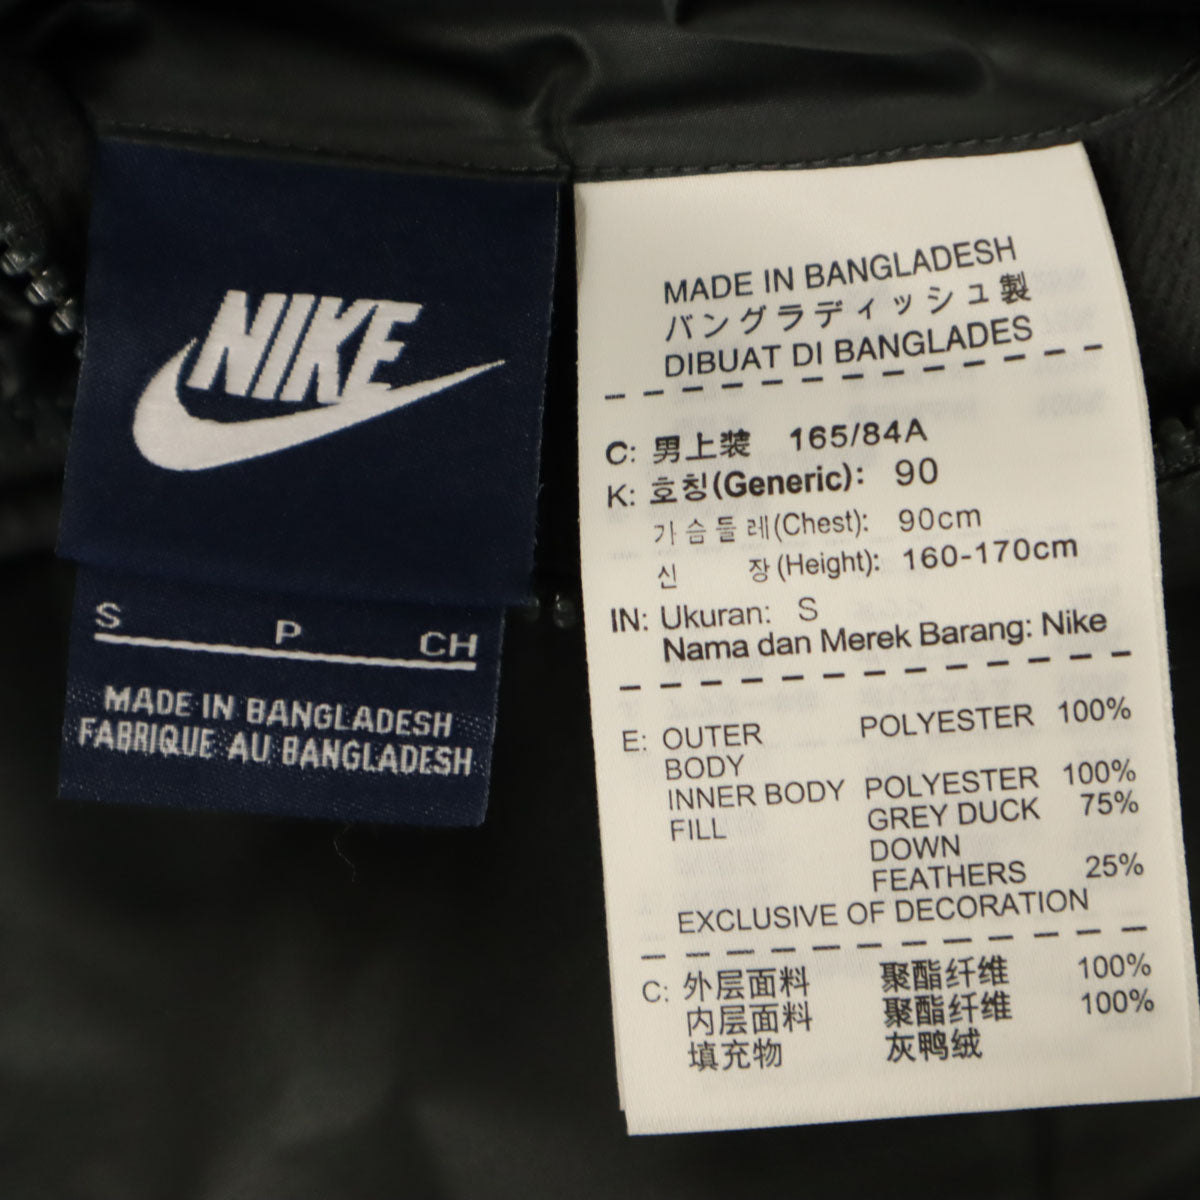 NIKE
S P CH
MADE IN BANGLADESH
FABRIQUE AU BANGLADESH
MADE IN BANGLADESH
バングラディッシュ製
DIBUAT DI BANGLADES
C: 男上装 165/84A
K: 호칭(Generic): 90
가슴들레(Chest): 90cm
신 장(Height): 160-170cm
IN: Ukuran: S
Nama dan Merek Barang: Nike
E: OUTER POLYESTER 100%
BODY
INNER BODY POLYESTER 100%
FILL GREY DUCK 75%
DOWN
FEATHERS 25%
EXCLUSIVE OF DECORATION
C: 外层面料 聚酯纤维 100%
内层面料 聚酯纤维 100%
填充物 灰鸭绒